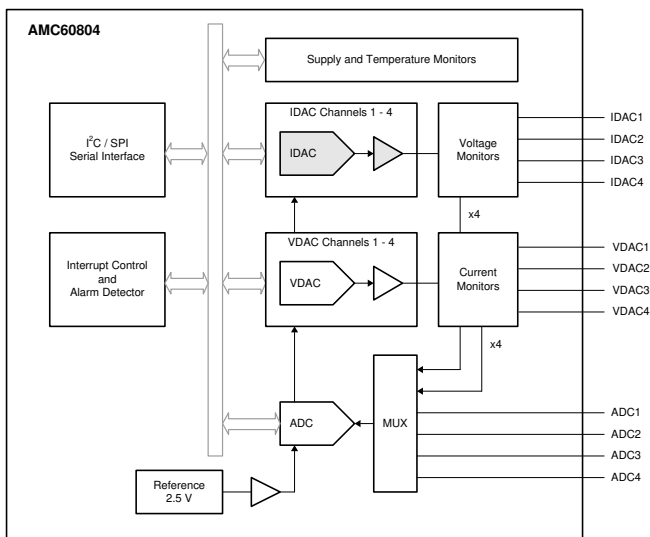 AMC60804
Supply and Temperature Monitors
I²C / SPI
Serial Interface
IDAC Channels 1 - 4
IDAC
Voltage
Monitors
IDAC1
IDAC2
IDAC3
IDAC4
x4
Interrupt Control
and
Alarm Detector
VDAC Channels 1 - 4
VDAC
Current
Monitors
VDAC1
VDAC2
VDAC3
VDAC4
x4
ADC
MUX
ADC1
ADC2
ADC3
ADC4
Reference
2.5 V